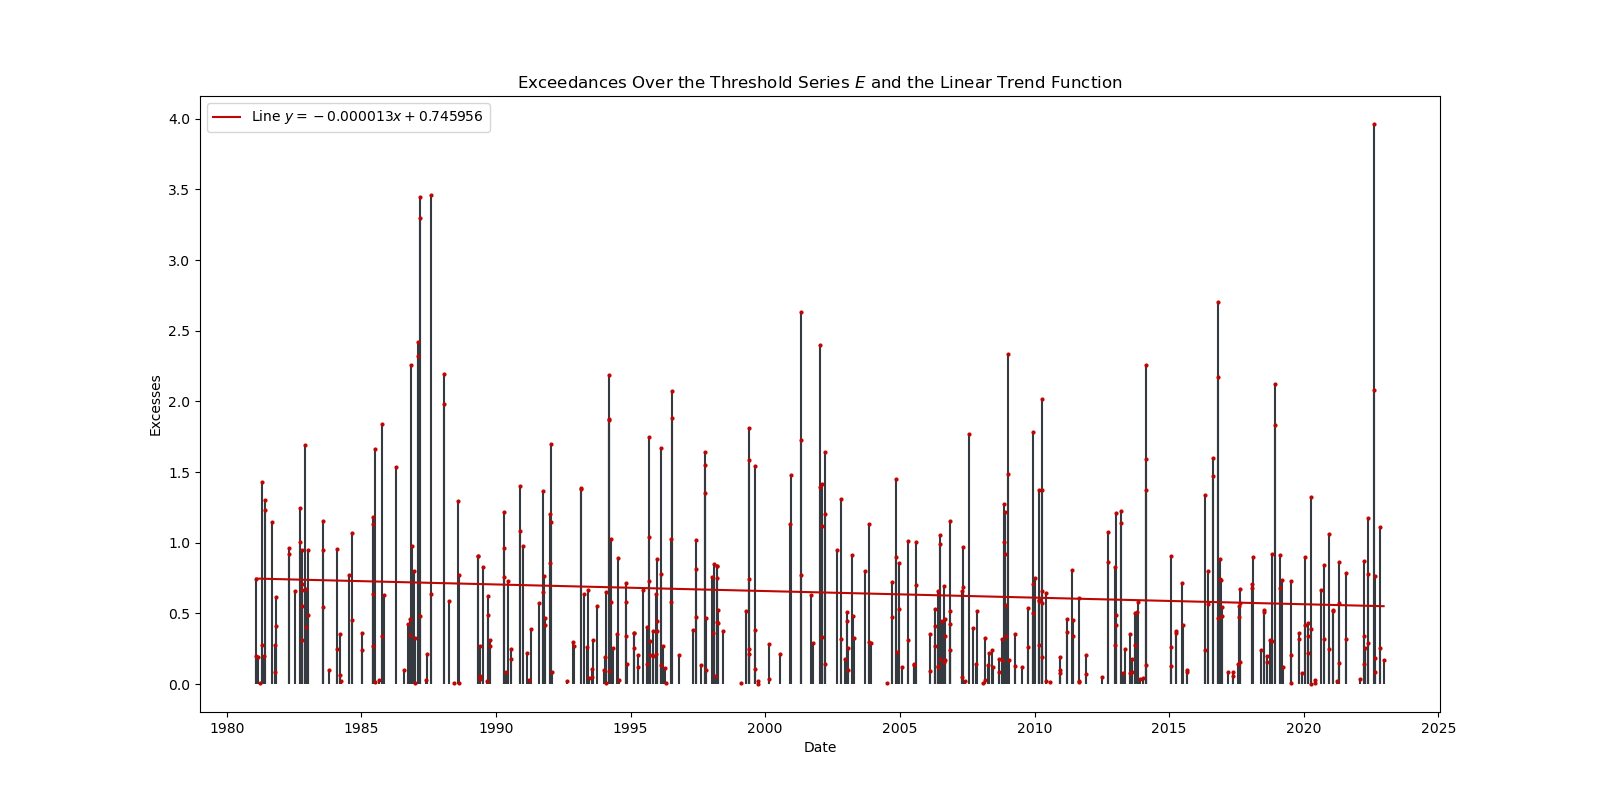 Exceedances Over the Threshold Series E and the Linear Trend Function
Line y = −0.000013x + 0.745956
4.0
3.5
3.0
2.5
2.0
1.5
1.0
0.5
0.0
Excesses
1980 1985 1990 1995 2000 2005 2010 2015 2020 2025
Date